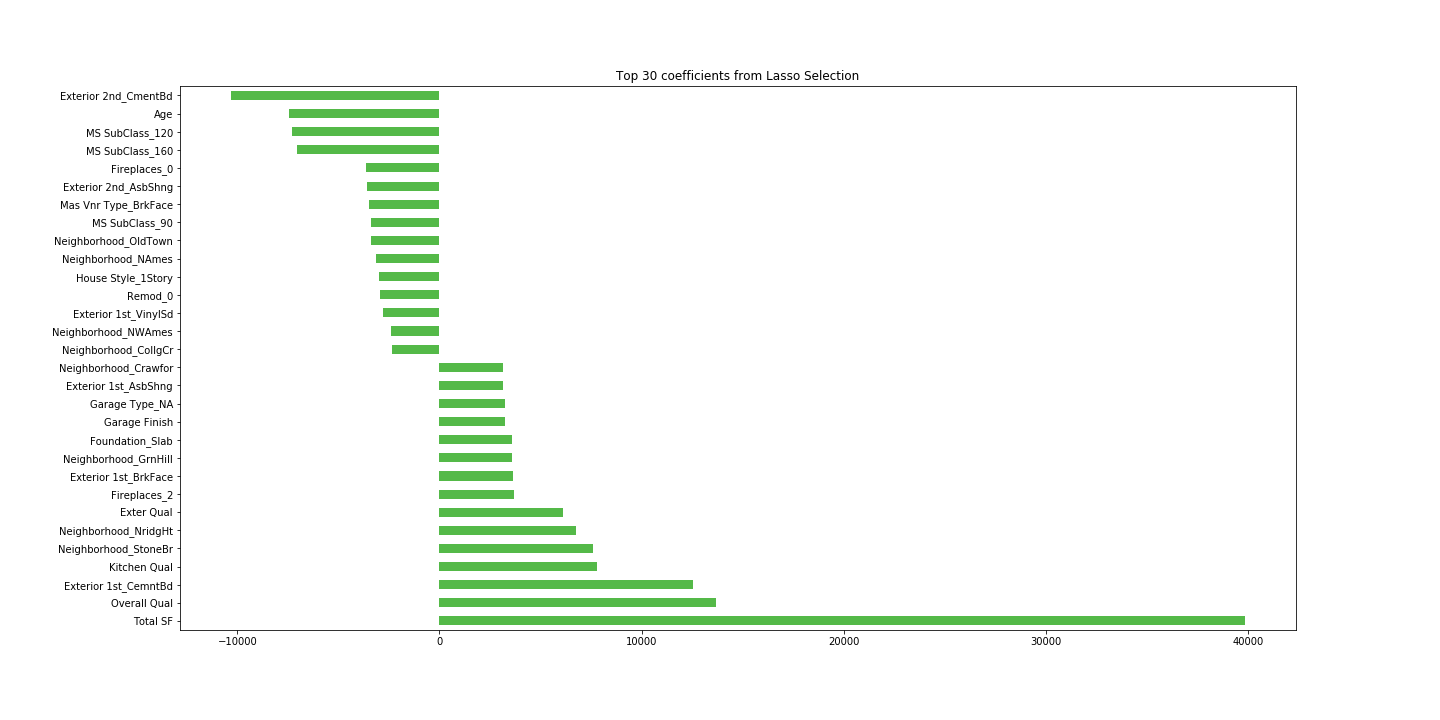 Top 30 coefficients from Lasso Selection
Exterior 2nd_CmentBd
Age
MS SubClass_120
MS SubClass_160
Fireplaces_0
Exterior 2nd_AsbShng
Mas Vnr Type_BrkFace
MS SubClass_90
Neighborhood_OldTown
Neighborhood_NAmes
House Style_1Story
Remod_0
Exterior 1st_VinylSd
Neighborhood_NWAmes
Neighborhood_CollgCr
Neighborhood_Crawfor
Exterior 1st_AsbShng
Garage Type_NA
Garage Finish
Foundation_Slab
Neighborhood_GrnHill
Exterior 1st_BrkFace
Fireplaces_2
Exter Qual
Neighborhood_NridgHt
Neighborhood_StoneBr
Kitchen Qual
Exterior 1st_CemntBd
Overall Qual
Total SF
−10000 0 10000 20000 30000 40000